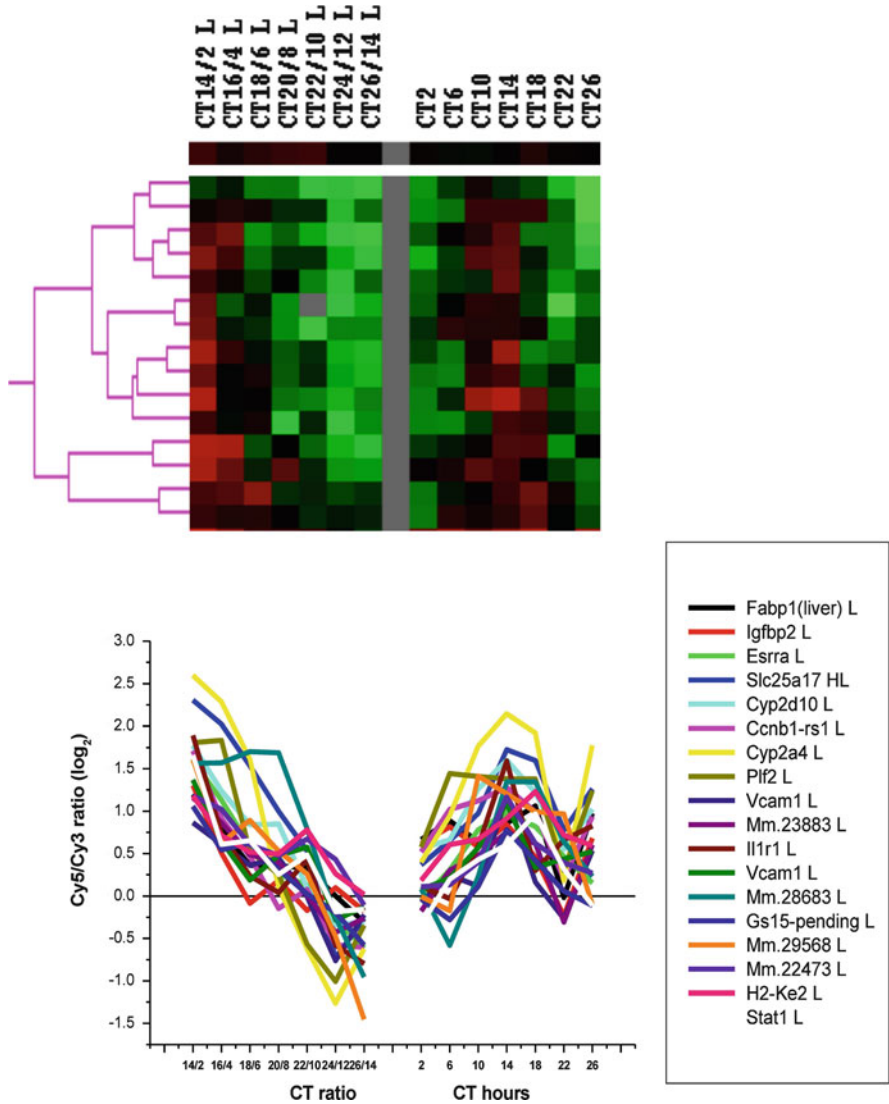 CT14/2 L
CT16/4 L
CT18/6 L
CT20/8 L
CT22/10 L
CT24/12 L
CT26/14 L
CT2
CT6
CT10
CT14
CT18
CT22
CT26
Fabp1(liver) L
Igfbp2 L
Esrra L
Slc25a17 HL
Cyp2d10 L
Ccnb1-rs1 L
Cyp2a4 L
Plf2 L
Vcam1 L
Mm.23883 L
Il1r1 L
Vcam1 L
Mm.28683 L
Gs15-pending L
Mm.29568 L
Mm.22473 L
H2-Ke2 L
Stat1 L
Cy5/Cy3 ratio (log2)
3.0
2.5
2.0
1.5
1.0
0.5
0.0
-0.5
-1.0
-1.5
14/2 16/4 18/6 20/8 22/10 24/12 26/14 2 6 10 14 18 22 26
CT ratio CT hours